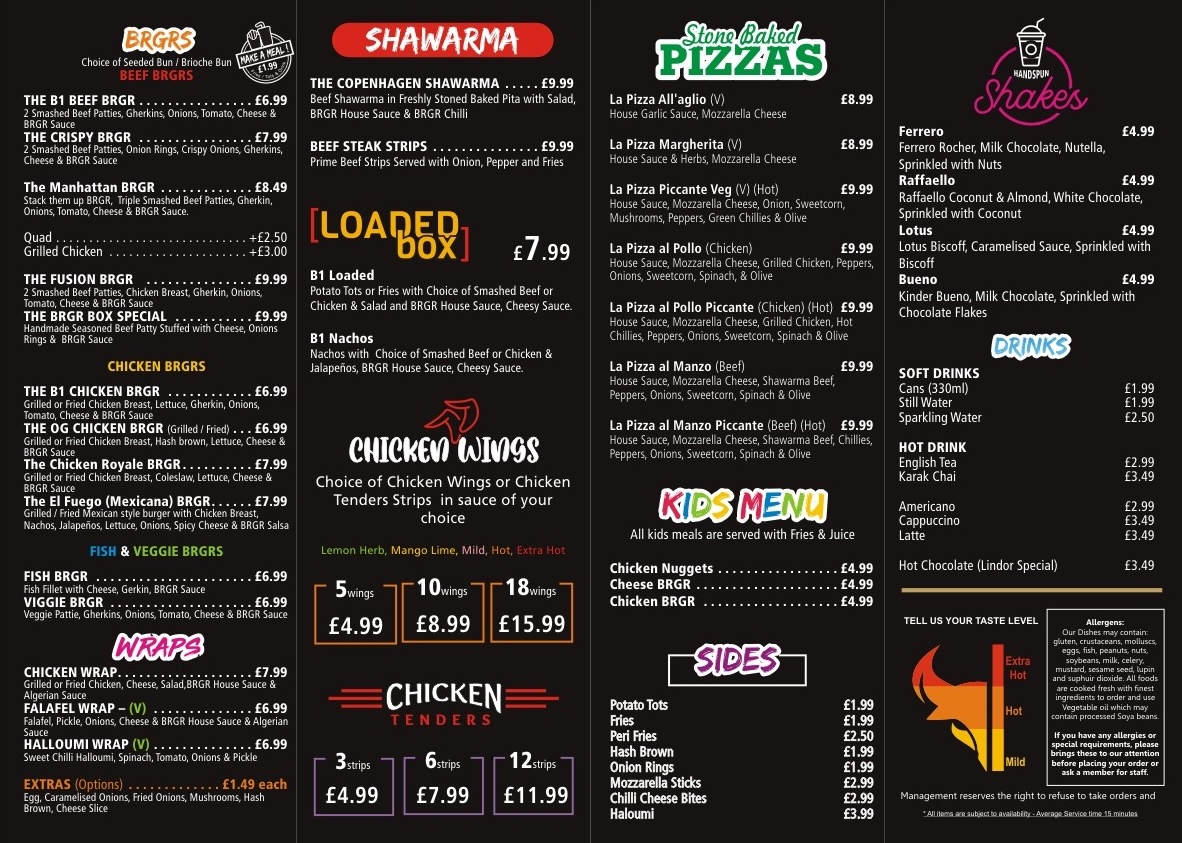 BRGRS
Choice of Seeded Bun / Brioche Bun
MAKE A MEAL !
£1.99
BEEF BRGRS
THE B1 BEEF BRGR . . . . . . . . . . . . . . . £6.99
2 Smashed Beef Patties, Gherkins, Onions, Tomato, Cheese &
BRGR Sauce
THE CRISPY BRGR . . . . . . . . . . . . . . . £7.99
2 Smashed Beef Patties, Onion Rings, Crispy Onions, Gherkins,
Cheese & BRGR Sauce
The Manhattan BRGR . . . . . . . . . . . . . £8.49
Stack them up BRGR, Triple Smashed Beef Patties, Gherkin,
Onions, Tomato, Cheese & BRGR Sauce.
Quad . . . . . . . . . . . . . . . . . . . . . . . . . . +£2.50
Grilled Chicken . . . . . . . . . . . . . . . . . . +£3.00
THE FUSION BRGR . . . . . . . . . . . . . . . £9.99
2 Smashed Beef Patties, Chicken Breast, Gherkin, Onions,
Tomato, Cheese & BRGR Sauce
THE BRGR BOX SPECIAL . . . . . . . . . . . £9.99
Handmade Seasoned Beef Patty Stuffed with Cheese, Onions
Rings & BRGR Sauce
CHICKEN BRGRS
THE B1 CHICKEN BRGR . . . . . . . . . . . . £6.99
Grilled or Fried Chicken Breast, Lettuce, Gherkin, Onions,
Tomato, Cheese & BRGR Sauce
THE OG CHICKEN BRGR (Grilled / Fried) . . . £6.99
Grilled or Fried Chicken Breast, Hash brown, Lettuce, Cheese &
BRGR Sauce
The Chicken Royale BRGR. . . . . . . . . . £7.99
Grilled or Fried Chicken Breast, Coleslaw, Lettuce, Cheese &
BRGR Sauce
The El Fuego (Mexicana) BRGR. . . . . . £7.99
Grilled / Fried Mexican style burger with Chicken Breast,
Nachos, Jalapeños, Lettuce, Onions, Spicy Cheese & BRGR Salsa
FISH & VEGGIE BRGRS
FISH BRGR . . . . . . . . . . . . . . . . . . . . . £6.99
Fish Fillet with Cheese, Gerkin, BRGR Sauce
VIGGIE BRGR . . . . . . . . . . . . . . . . . . . £6.99
Veggie Pattie, Gherkins, Onions, Tomato, Cheese & BRGR Sauce
WRAPS
CHICKEN WRAP. . . . . . . . . . . . . . . . . . £7.99
Grilled or Fried Chicken, Cheese, Salad,BRGR House Sauce &
Algerian Sauce
FALAFEL WRAP – (V) . . . . . . . . . . . . . . £6.99
Falafel, Pickle, Onions, Cheese & BRGR House Sauce & Algerian
Sauce
HALLOUMI WRAP (V) . . . . . . . . . . . . . . £6.99
Sweet Chilli Halloumi, Spinach, Tomato, Onions & Pickle
EXTRAS (Options) . . . . . . . . . . . . . £1.49 each
Egg, Caramelised Onions, Fried Onions, Mushrooms, Hash
Brown, Cheese Slice
SHAWARMA
THE COPENHAGEN SHAWARMA . . . . . £9.99
Beef Shawarma in Freshly Stoned Baked Pita with Salad,
BRGR House Sauce & BRGR Chilli
BEEF STEAK STRIPS . . . . . . . . . . . . . . . £9.99
Prime Beef Strips Served with Onion, Pepper and Fries
[LOADED
box]
£7.99
B1 Loaded
Potato Tots or Fries with Choice of Smashed Beef or
Chicken & Salad and BRGR House Sauce, Cheesy Sauce.
B1 Nachos
Nachos with Choice of Smashed Beef or Chicken &
Jalapeños, BRGR House Sauce, Cheesy Sauce.
CHICKEN WINGS
Choice of Chicken Wings or Chicken
Tenders Strips in sauce of your
choice
Lemon Herb, Mango Lime, Mild, Hot, Extra Hot
5wings 10wings 18wings
£4.99 £8.99 £15.99
CHICKEN
TENDERS
3strips 6strips 12strips
£4.99 £7.99 £11.99
Stone Baked
PIZZAS
La Pizza All'aglio (V) £8.99
House Garlic Sauce, Mozzarella Cheese
La Pizza Margherita (V) £8.99
House Sauce & Herbs, Mozzarella Cheese
La Pizza Piccante Veg (V) (Hot) £9.99
House Sauce, Mozzarella Cheese, Onion, Sweetcorn,
Mushrooms, Peppers, Green Chillies & Olive
La Pizza al Pollo (Chicken) £9.99
House Sauce, Mozzarella Cheese, Grilled Chicken, Peppers,
Onions, Sweetcorn, Spinach, & Olive
La Pizza al Pollo Piccante (Chicken) (Hot) £9.99
House Sauce, Mozzarella Cheese, Grilled Chicken, Hot
Chillies, Peppers, Onions, Sweetcorn, Spinach & Olive
La Pizza al Manzo (Beef) £9.99
House Sauce, Mozzarella Cheese, Shawarma Beef,
Peppers, Onions, Sweetcorn, Spinach & Olive
La Pizza al Manzo Piccante (Beef) (Hot) £9.99
House Sauce, Mozzarella Cheese, Shawarma Beef, Chillies,
Peppers, Onions, Sweetcorn, Spinach & Olive
KIDS MENU
All kids meals are served with Fries & Juice
Chicken Nuggets . . . . . . . . . . . . . . . . . £4.99
Cheese BRGR . . . . . . . . . . . . . . . . . . . . £4.99
Chicken BRGR . . . . . . . . . . . . . . . . . . . £4.99
SIDES
Potato Tots £1.99
Fries £1.99
Peri Fries £2.50
Hash Brown £1.99
Onion Rings £1.99
Mozzarella Sticks £2.99
Chilli Cheese Bites £2.99
Haloumi £3.99
HANDSPUN
Shakes
Ferrero £4.99
Ferrero Rocher, Milk Chocolate, Nutella,
Sprinkled with Nuts
Raffaello £4.99
Raffaello Coconut & Almond, White Chocolate,
Sprinkled with Coconut
Lotus £4.99
Lotus Biscoff, Caramelised Sauce, Sprinkled with
Biscoff
Bueno £4.99
Kinder Bueno, Milk Chocolate, Sprinkled with
Chocolate Flakes
DRINKS
SOFT DRINKS
Cans (330ml) £1.99
Still Water £1.99
Sparkling Water £2.50
HOT DRINK
English Tea £2.99
Karak Chai £3.49
Americano £2.99
Cappuccino £3.49
Latte £3.49
Hot Chocolate (Lindor Special) £3.49
TELL US YOUR TASTE LEVEL
Extra
Hot
Hot
Mild
Allergens:
Our Dishes may contain:
gluten, crustaceans, molluscs,
eggs, fish, peanuts, nuts,
soybeans, milk, celery,
mustard, sesame seed, lupin
and suphuir dioxide. All foods
are cooked fresh with finest
ingredients to order and use
Vegetable oil which may
contain processed Soya beans.
If you have any allergies or
special requirements, please
brings these to our attention
before placing your order or
ask a member for staff.
Management reserves the right to refuse to take orders and
* All items are subject to availability - Average Service time 15 minutes